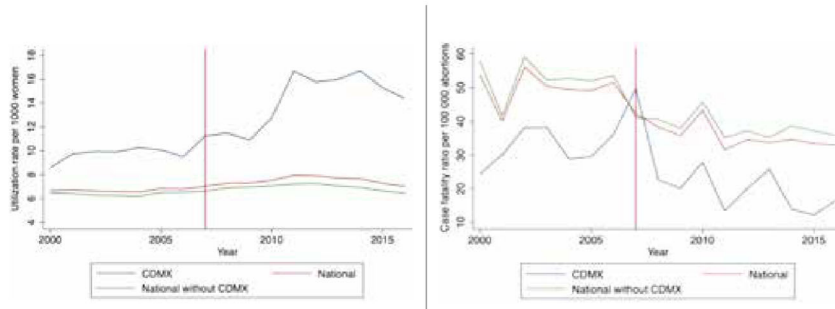 Utilization rate per 1000 women
18
16
14
12
10
8
6
4
2000
2005
2010
2015
Year
CDMX
National
National without CDMX
Case fatality ratio per 100 000 abortions
60
50
40
30
20
10
2000
2005
2010
2015
Year
CDMX
National
National without CDMX